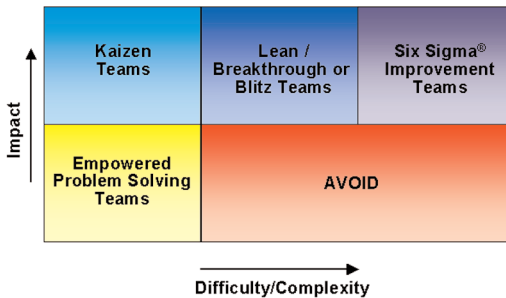 Kaizen
Teams
Lean /
Breakthrough or
Blitz Teams
Six Sigma®
Improvement
Teams
Impact
Empowered
Problem Solving
Teams
AVOID
Difficulty/Complexity